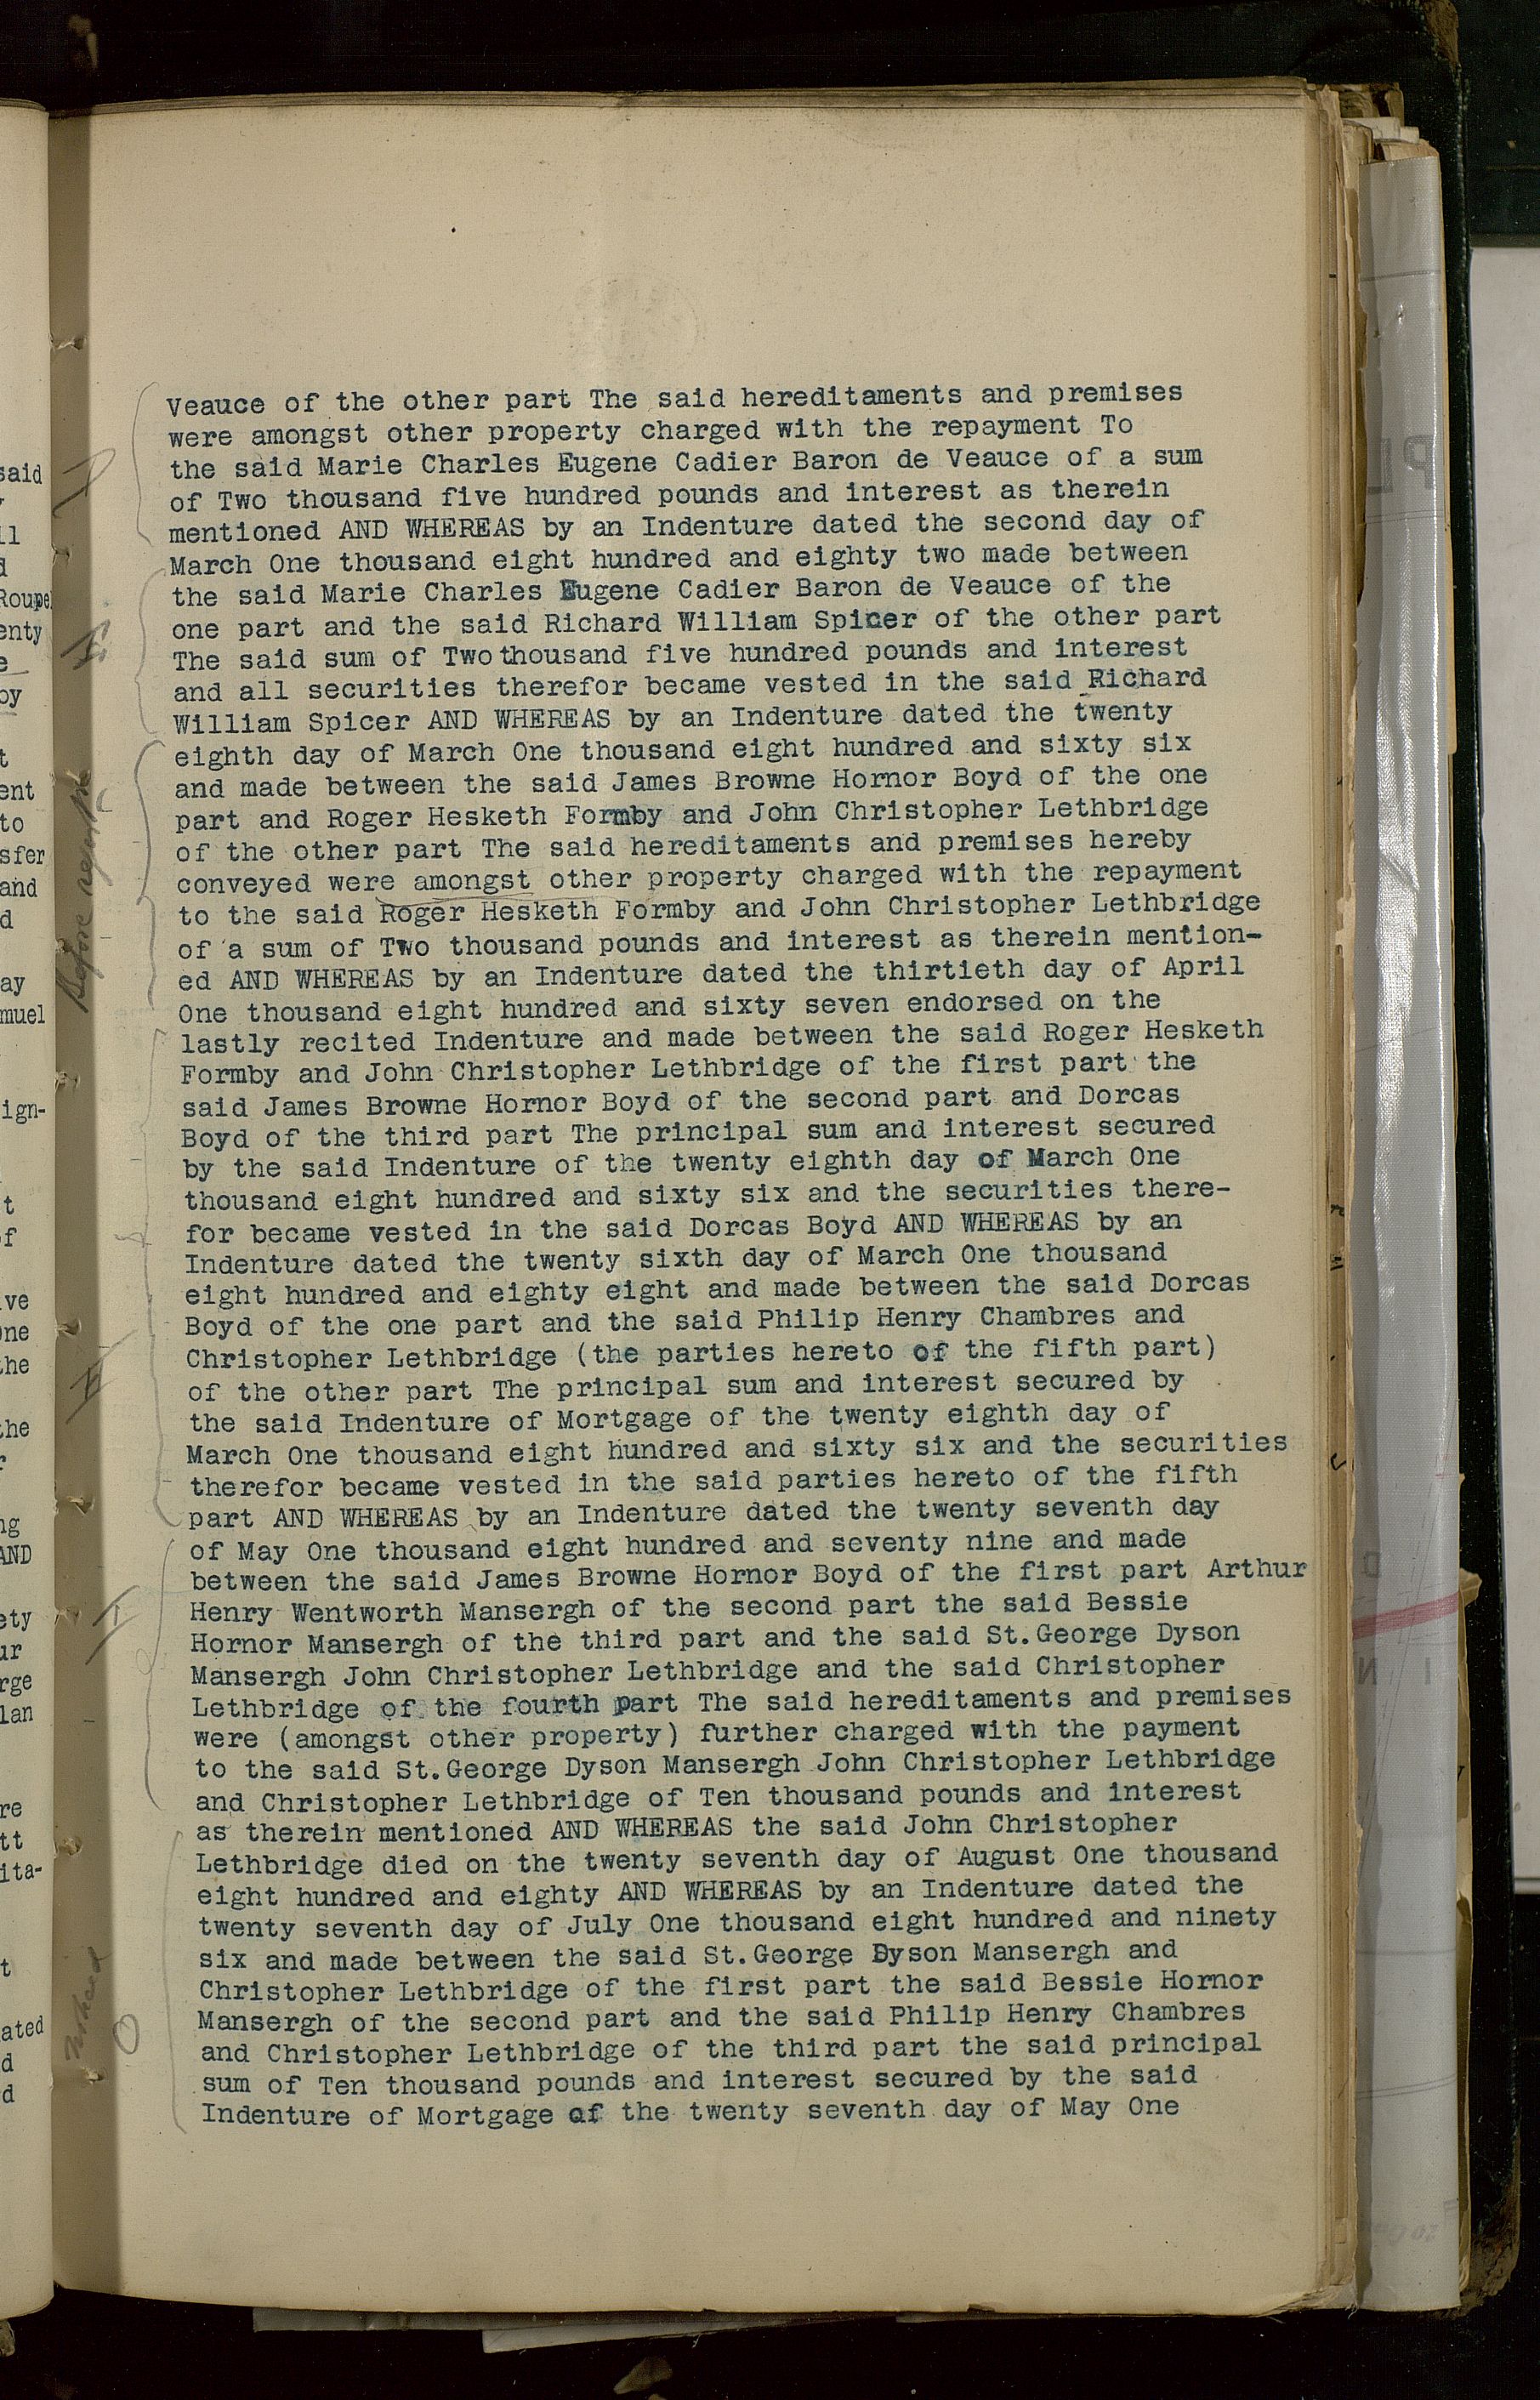 Veauce of the other part The said hereditaments and premises
were amongst other property charged with the repayment To
the said Marie Charles Eugene Cadier Baron de Veauce of a sum
of Two thousand five hundred pounds and interest as therein
mentioned AND WHEREAS by an Indenture dated the second day of
March One thousand eight hundred and eighty two made between
the said Marie Charles Eugene Cadier Baron de Veauce of the
one part and the said Richard William Spicer of the other part
The said sum of Two thousand five hundred pounds and interest
and all securities therefor became vested in the said Richard
William Spicer AND WHEREAS by an Indenture dated the twenty
eighth day of March One thousand eight hundred and sixty six
and made between the said James Browne Hornor Boyd of the one
part and Roger Hesketh Formby and John Christopher Lethbridge
of the other part The said hereditaments and premises hereby
conveyed were amongst other property charged with the repayment
to the said Roger Hesketh Formby and John Christopher Lethbridge
of a sum of Two thousand pounds and interest as therein mention-
ed AND WHEREAS by an Indenture dated the thirtieth day of April
One thousand eight hundred and sixty seven endorsed on the
lastly recited Indenture and made between the said Roger Hesketh
Formby and John Christopher Lethbridge of the first part the
said James Browne Hornor Boyd of the second part and Dorcas
Boyd of the third part The principal sum and interest secured
by the said Indenture of the twenty eighth day of March One
thousand eight hundred and sixty six and the securities there-
for became vested in the said Dorcas Boyd AND WHEREAS by an
Indenture dated the twenty sixth day of March One thousand
eight hundred and eighty eight and made between the said Dorcas
Boyd of the one part and the said Philip Henry Chambres and
Christopher Lethbridge (the parties hereto of the fifth part)
of the other part The principal sum and interest secured by
the said Indenture of Mortgage of the twenty eighth day of
March One thousand eight hundred and sixty six and the securities
therefor became vested in the said parties hereto of the fifth
part AND WHEREAS by an Indenture dated the twenty seventh day
of May One thousand eight hundred and seventy nine and made
between the said James Browne Hornor Boyd of the first part Arthur
Henry Wentworth Mansergh of the second part the said Bessie
Hornor Mansergh of the third part and the said St.George Dyson
Mansergh John Christopher Lethbridge and the said Christopher
Lethbridge of the fourth part The said hereditaments and premises
were (amongst other property) further charged with the payment
to the said St.George Dyson Mansergh John Christopher Lethbridge
and Christopher Lethbridge of Ten thousand pounds and interest
as therein mentioned AND WHEREAS the said John Christopher
Lethbridge died on the twenty seventh day of August One thousand
eight hundred and eighty AND WHEREAS by an Indenture dated the
twenty seventh day of July One thousand eight hundred and ninety
six and made between the said St.George Dyson Mansergh and
Christopher Lethbridge of the first part the said Bessie Hornor
Mansergh of the second part and the said Philip Henry Chambres
and Christopher Lethbridge of the third part the said principal
sum of Ten thousand pounds and interest secured by the said
Indenture of Mortgage of the twenty seventh day of May One